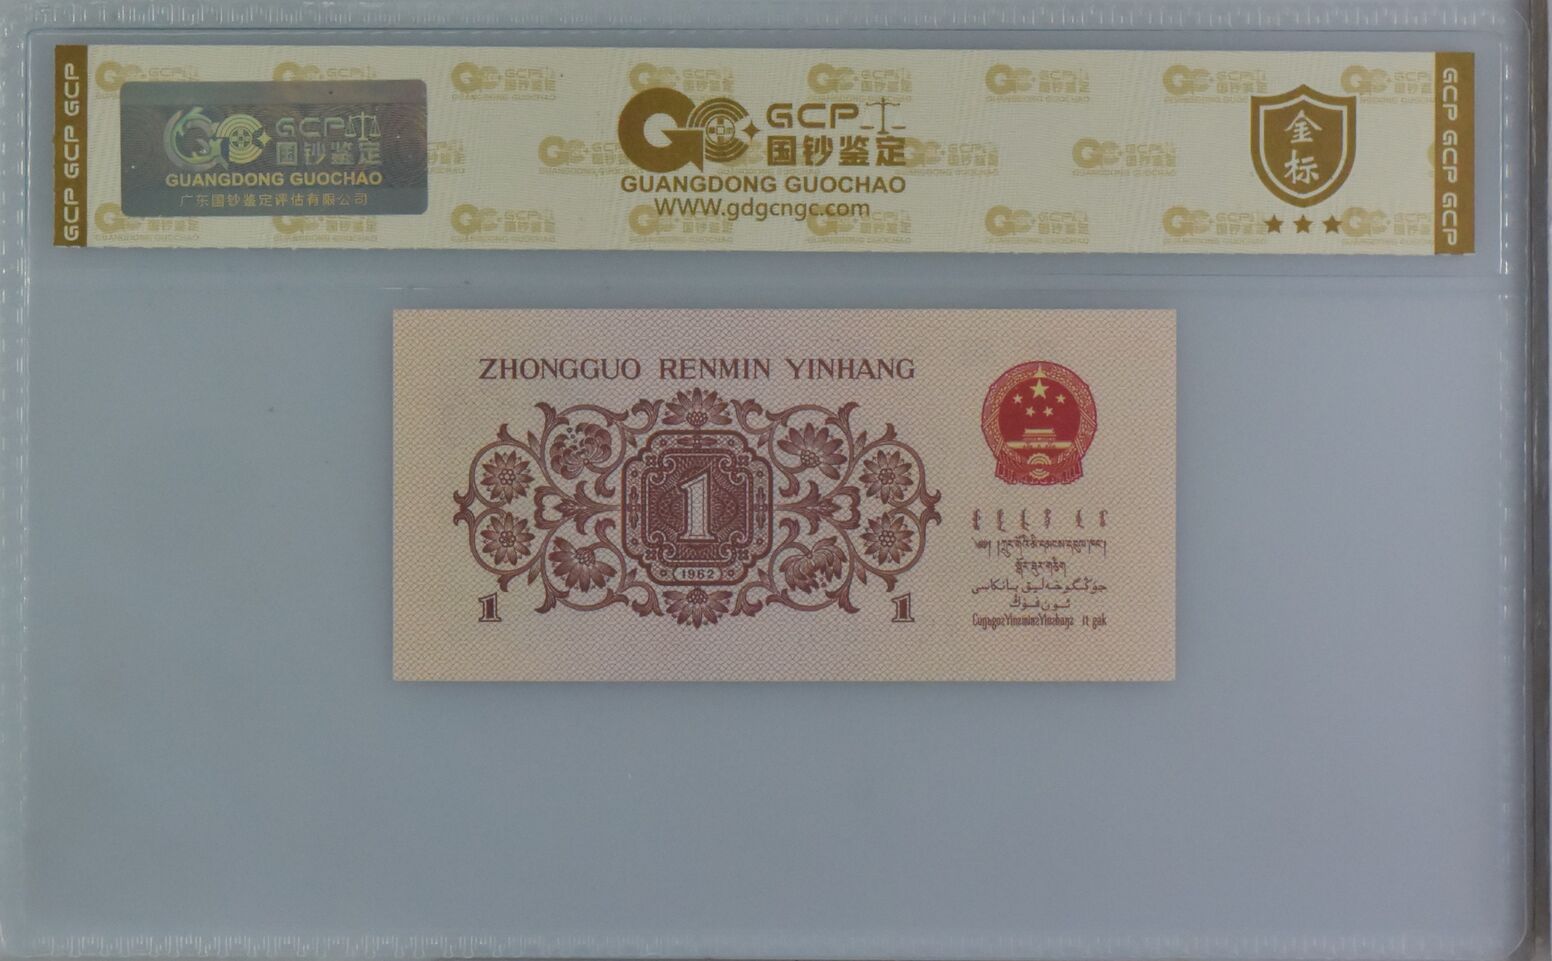 GCP GCP GCP
GCP
国钞鉴定
GUANGDONG GUOCHAO
广东国钞鉴定评估有限公司
GCP
国钞鉴定
GUANGDONG GUOCHAO
WWW.gdgcngc.com
金
标
GCP GCP GCP
ZHONGGUO RENMIN YINHANG
1
1962
1 1